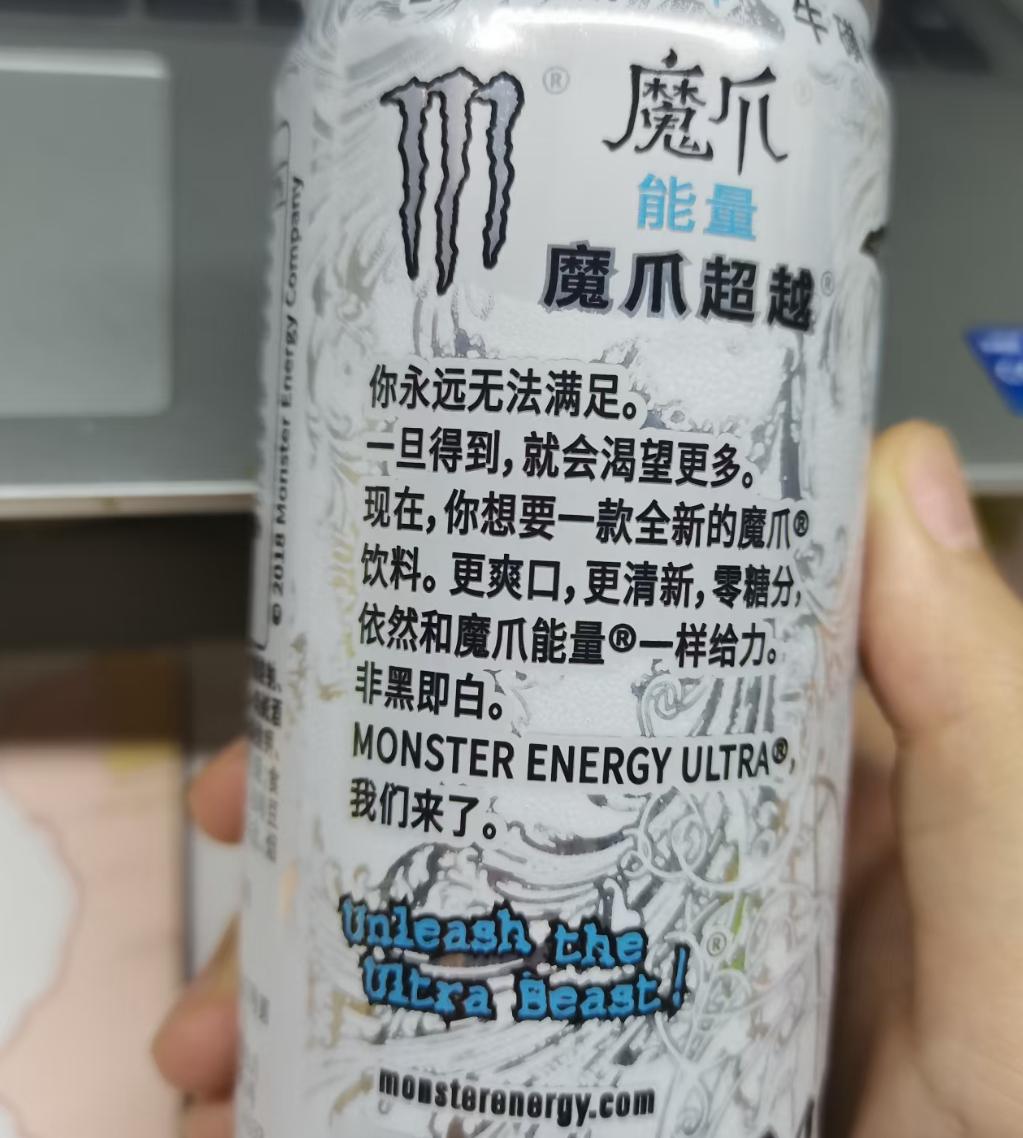 魔爪
能量
魔爪超越®
你永远无法满足。
一旦得到，就会渴望更多。
现在，你想要一款全新的魔爪®
饮料。更爽口，更清新，零糖分，
依然和魔爪能量®一样给力。
非黑即白。
MONSTER ENERGY ULTRA®,
我们来了。
Unleash the
Ultra Beast!®
monsterenergy.com
© 2018 Monster Energy Company